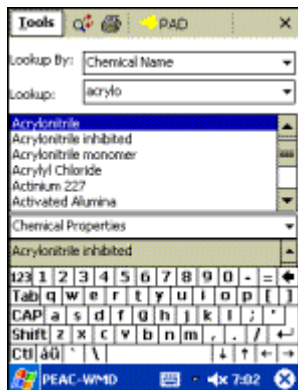 Tools PAD ×
Lookup By: Chemical Name
Lookup: acrylo
Acrylonitrile
Acrylonitrile inhibited
Acrylonitrile monomer
Acrylyl Chloride
Actinium 227
Activated Alumina
Chemical Properties
Acrylonitrile inhibited
123 1 2 3 4 5 6 7 8 9 0 - =
Tab q w e r t y u i o p [ ]
CAP a s d f g h j k l ; '
Shift z x c v b n m , . /
Ctl áü ` \
PEAC-WMD 7:02